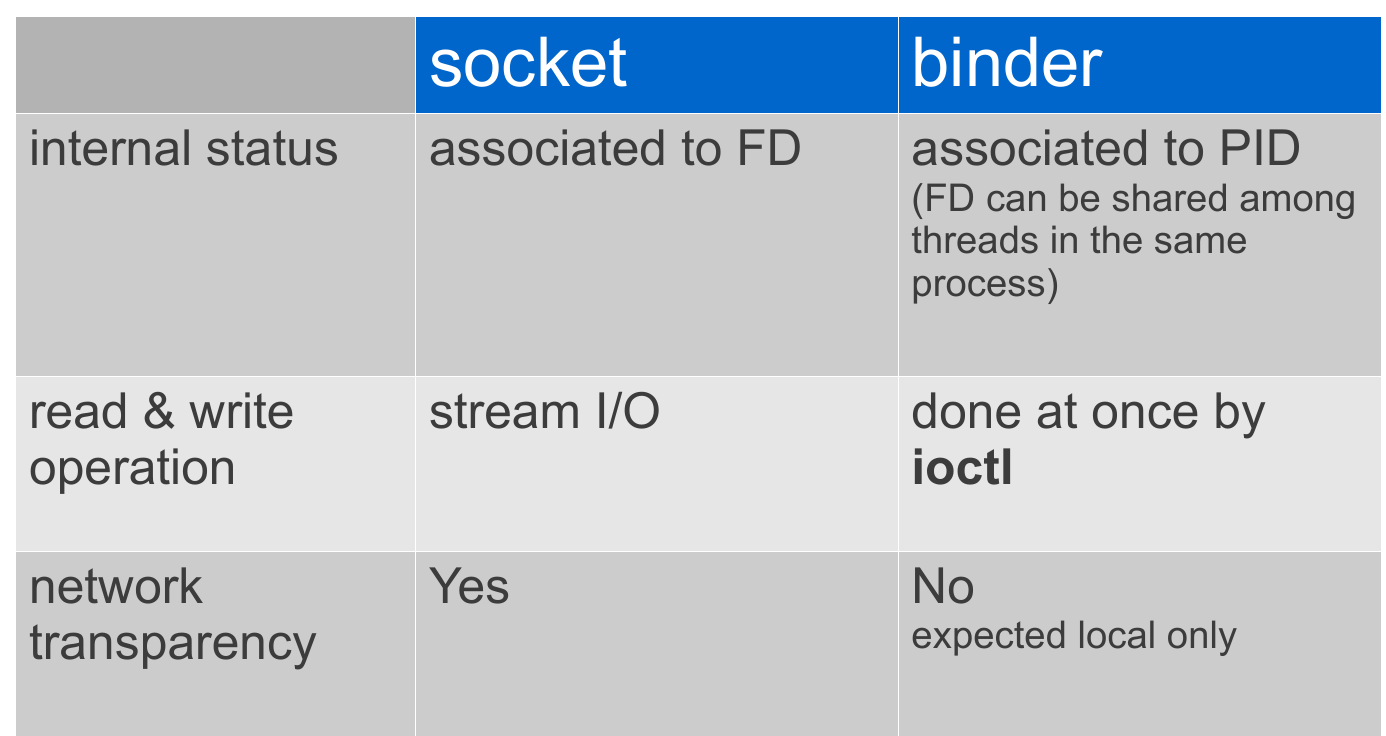 socket
binder
internal status
associated to FD
associated to PID
(FD can be shared among
threads in the same
process)
read & write
operation
stream I/O
done at once by
ioctl
network
transparency
Yes
No
expected local only